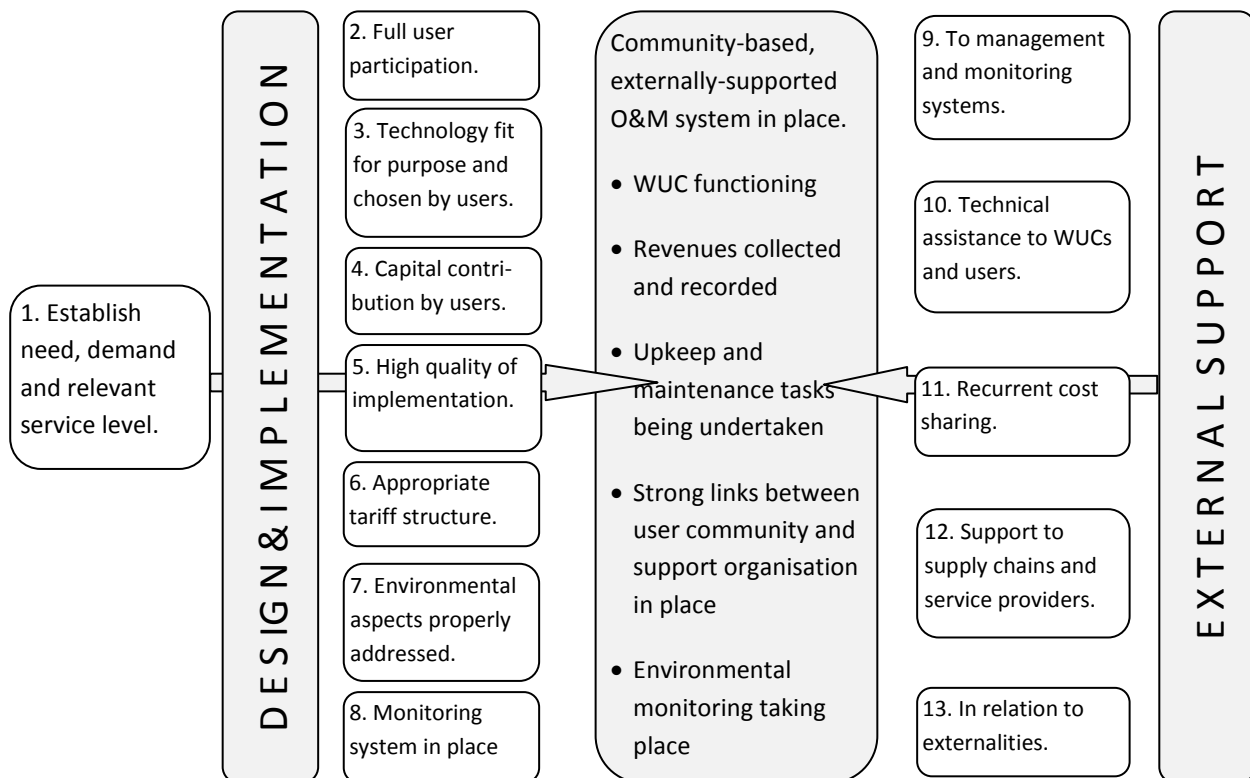 1. Establish
need, demand
and relevant
service level.
DESIGN & IMPLEMENTATION
2. Full user
participation.
3. Technology fit
for purpose and
chosen by users.
4. Capital contri-
bution by users.
5. High quality of
implementation.
6. Appropriate
tariff structure.
7. Environmental
aspects properly
addressed.
8. Monitoring
system in place
Community-based,
externally-supported
O&M system in place.
• WUC functioning
• Revenues collected
and recorded
• Upkeep and
maintenance tasks
being undertaken
• Strong links between
user community and
support organisation
in place
• Environmental
monitoring taking
place
9. To management
and monitoring
systems.
10. Technical
assistance to WUCs
and users.
11. Recurrent cost
sharing.
12. Support to
supply chains and
service providers.
13. In relation to
externalities.
EXTERNAL SUPPORT